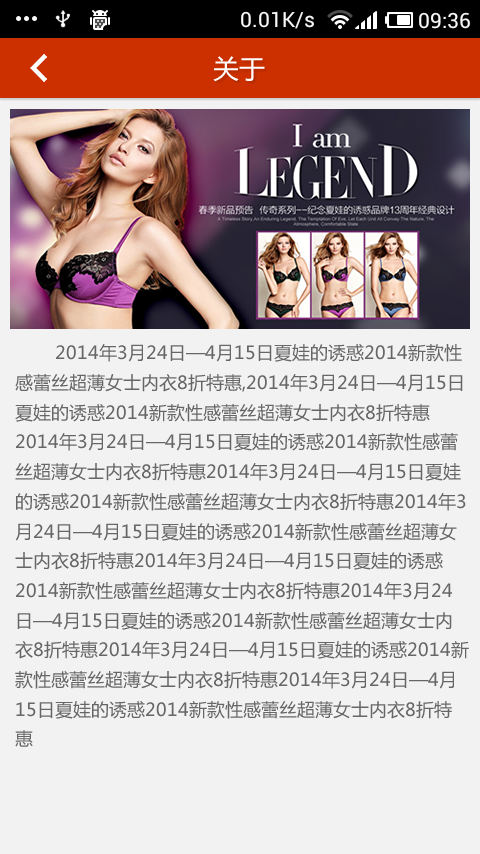 0.01K/s 09:36
关于
I am
LEGEND
春季新品预告 传奇系列——纪念夏娃的诱惑品牌13周年经典设计
A Timeless Story,An Enduring Legend, The Temptation Of Eve, Let Each Unit All Convey The Nature, The
Atmosphere, Comfortable State
2014年3月24日—4月15日夏娃的诱惑2014新款性
感蕾丝超薄女士内衣8折特惠,2014年3月24日—4月15日
夏娃的诱惑2014新款性感蕾丝超薄女士内衣8折特惠
2014年3月24日—4月15日夏娃的诱惑2014新款性感蕾
丝超薄女士内衣8折特惠2014年3月24日—4月15日夏娃
的诱惑2014新款性感蕾丝超薄女士内衣8折特惠2014年3
月24日—4月15日夏娃的诱惑2014新款性感蕾丝超薄女
士内衣8折特惠2014年3月24日—4月15日夏娃的诱惑
2014新款性感蕾丝超薄女士内衣8折特惠2014年3月24
日—4月15日夏娃的诱惑2014新款性感蕾丝超薄女士内
衣8折特惠2014年3月24日—4月15日夏娃的诱惑2014新
款性感蕾丝超薄女士内衣8折特惠2014年3月24日—4月
15日夏娃的诱惑2014新款性感蕾丝超薄女士内衣8折特
惠